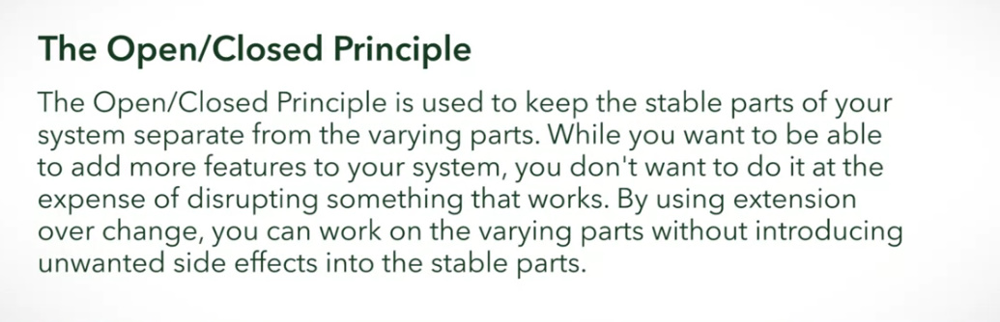 The Open/Closed Principle
The Open/Closed Principle is used to keep the stable parts of your
system separate from the varying parts. While you want to be able
to add more features to your system, you don't want to do it at the
expense of disrupting something that works. By using extension
over change, you can work on the varying parts without introducing
unwanted side effects into the stable parts.